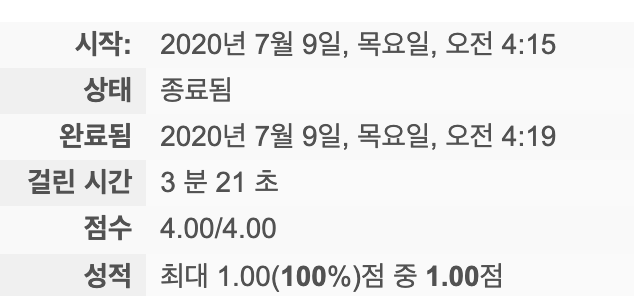 시작: 2020년 7월 9일, 목요일, 오전 4:15
상태 종료됨
완료됨 2020년 7월 9일, 목요일, 오전 4:19
걸린 시간 3 분 21 초
점수 4.00/4.00
성적 최대 1.00(100%)점 중 1.00점